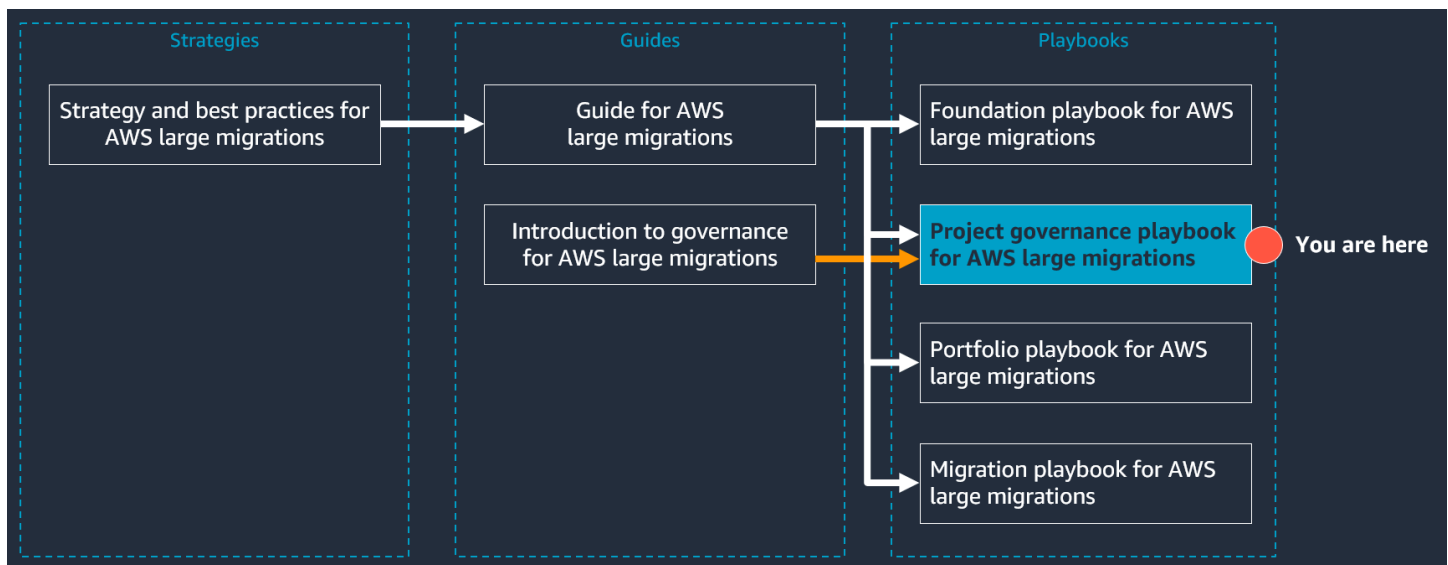 Strategies
Strategy and best practices for
AWS large migrations
Guides
Guide for AWS
large migrations
Introduction to governance
for AWS large migrations
Playbooks
Foundation playbook for AWS
large migrations
Project governance playbook
for AWS large migrations
You are here
Portfolio playbook for AWS
large migrations
Migration playbook for AWS
large migrations